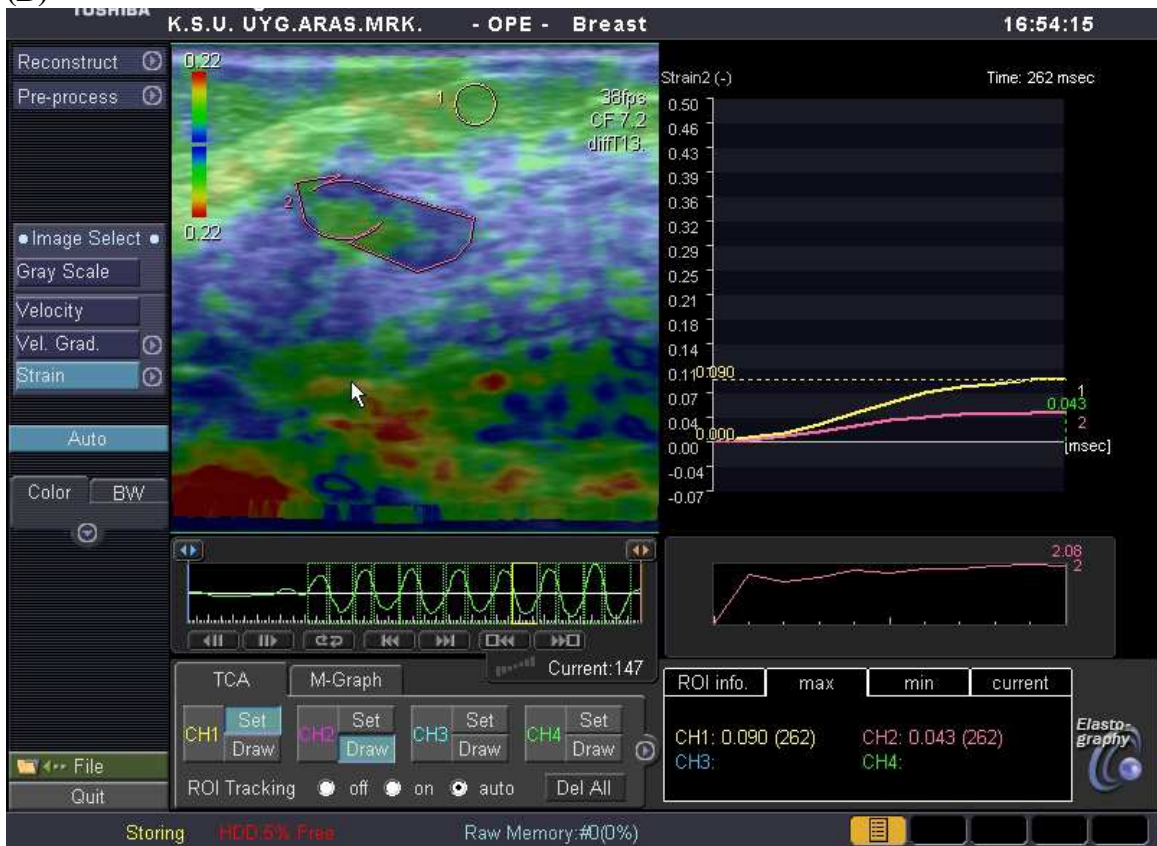 (B)
TOSHIBA
K.S.U. UYG.ARAS.MRK. - OPE - Breast 16:54:15
Reconstruct
Pre-process
Image Select
Gray Scale
Velocity
Vel. Grad.
Strain
Auto
Color BW
File
Quit
0.22
0.22
1
2
38fps
CF 7.2
diffT13.
Strain2 (-) Time: 262 msec
0.50
0.46
0.43
0.39
0.36
0.32
0.29
0.25
0.21
0.18
0.14
0.11 0.090
0.07 1
0.043
0.04 2
0.000
0.00 [msec]
-0.04
-0.07
2.08
2
Current:147
TCA M-Graph
CH1 Set Draw
CH2 Set Draw
CH3 Set Draw
CH4 Set Draw
ROI Tracking off on auto Del All
ROI info. max min current
CH1: 0.090 (262) CH2: 0.043 (262)
CH3: CH4:
Elasto-
graphy
Storing HDD.5% Free Raw Memory:#0(0%)